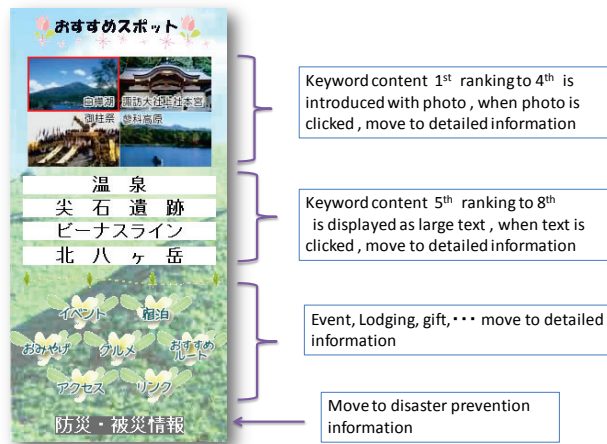 おすすめスポット
白樺湖
諏訪大社上社本宮
御柱祭
蓼科高原
温 泉
尖 石 遺 跡
ビーナスライン
北 八 ヶ 岳
イベント
宿泊
おみやげ
グルメ
おすすめ
ルート
アクセス
リンク
防災・被災情報
Keyword content 1st ranking to 4th is
introduced with photo , when photo is
clicked , move to detailed information
Keyword content 5th ranking to 8th
is displayed as large text , when text is
clicked , move to detailed information
Event, Lodging, gift,・・・ move to detailed
information
Move to disaster prevention
information